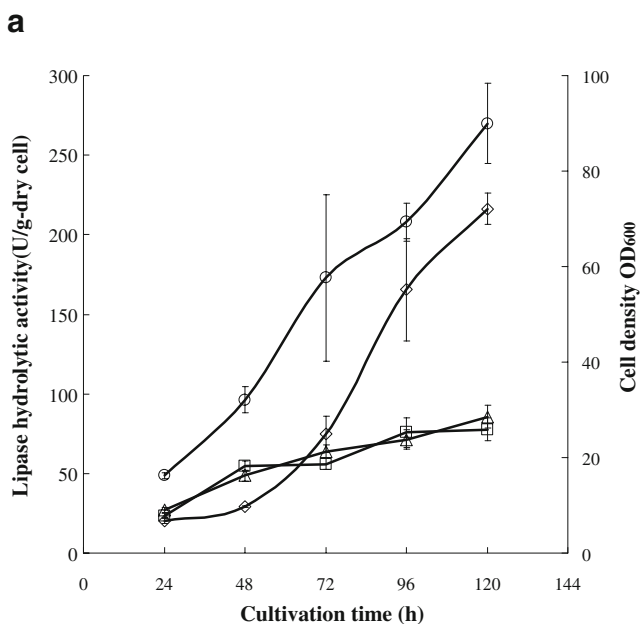 a
300
250
200
150
100
50
0
Lipase hydrolytic activity(U/g-dry cell)
100
80
60
40
20
0
Cell density OD600
0 24 48 72 96 120 144
Cultivation time (h)